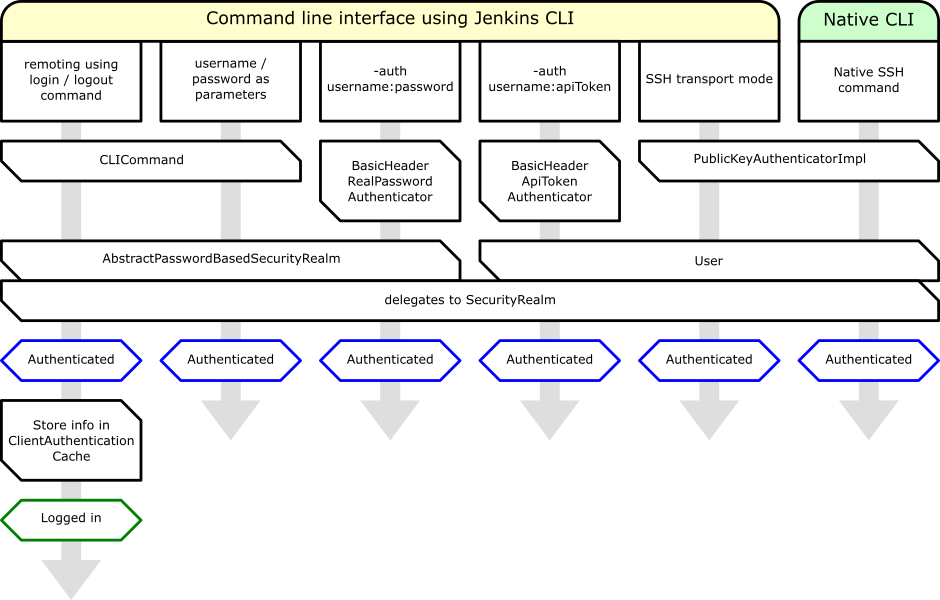 Command line interface using Jenkins CLI
Native CLI
remoting using
login / logout
command
username /
password as
parameters
-auth
username:password
-auth
username:apiToken
SSH transport mode
Native SSH
command
CLICommand
BasicHeader
RealPassword
Authenticator
BasicHeader
ApiToken
Authenticator
PublicKeyAuthenticatorImpl
AbstractPasswordBasedSecurityRealm
User
delegates to SecurityRealm
Authenticated
Authenticated
Authenticated
Authenticated
Authenticated
Authenticated
Store info in
ClientAuthentication
Cache
Logged in